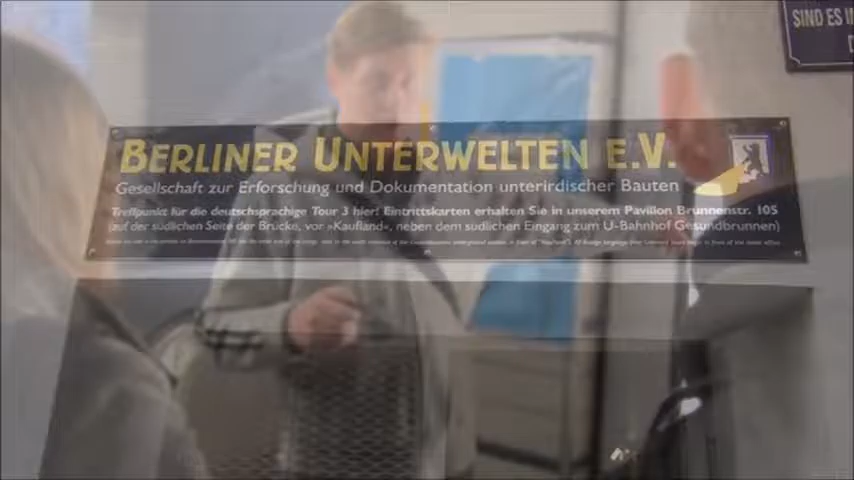 SIND ES I
BERLINER UNTERWELTEN E.V.
Gesellschaft zur Erforschung und Dokumentation unterirdischer Bauten
Treffpunkt für die deutschsprachige Tour 3 hier! Eintrittskarten erhalten Sie in unserem Pavillon Brunnenstr. 105
(auf der südlichen Seite der Brücke, vor »Kaufland«, neben dem südlichen Eingang zum U-Bahnhof Gesundbrunnen)